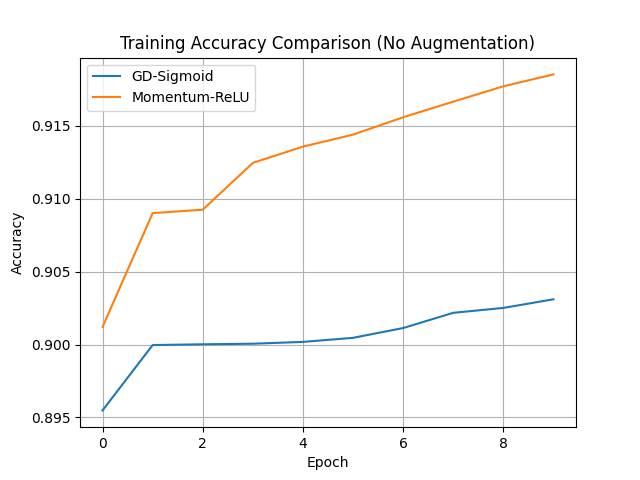 Training Accuracy Comparison (No Augmentation)
GD-Sigmoid
Momentum-ReLU
Accuracy
0.915
0.910
0.905
0.900
0.895
0 2 4 6 8
Epoch